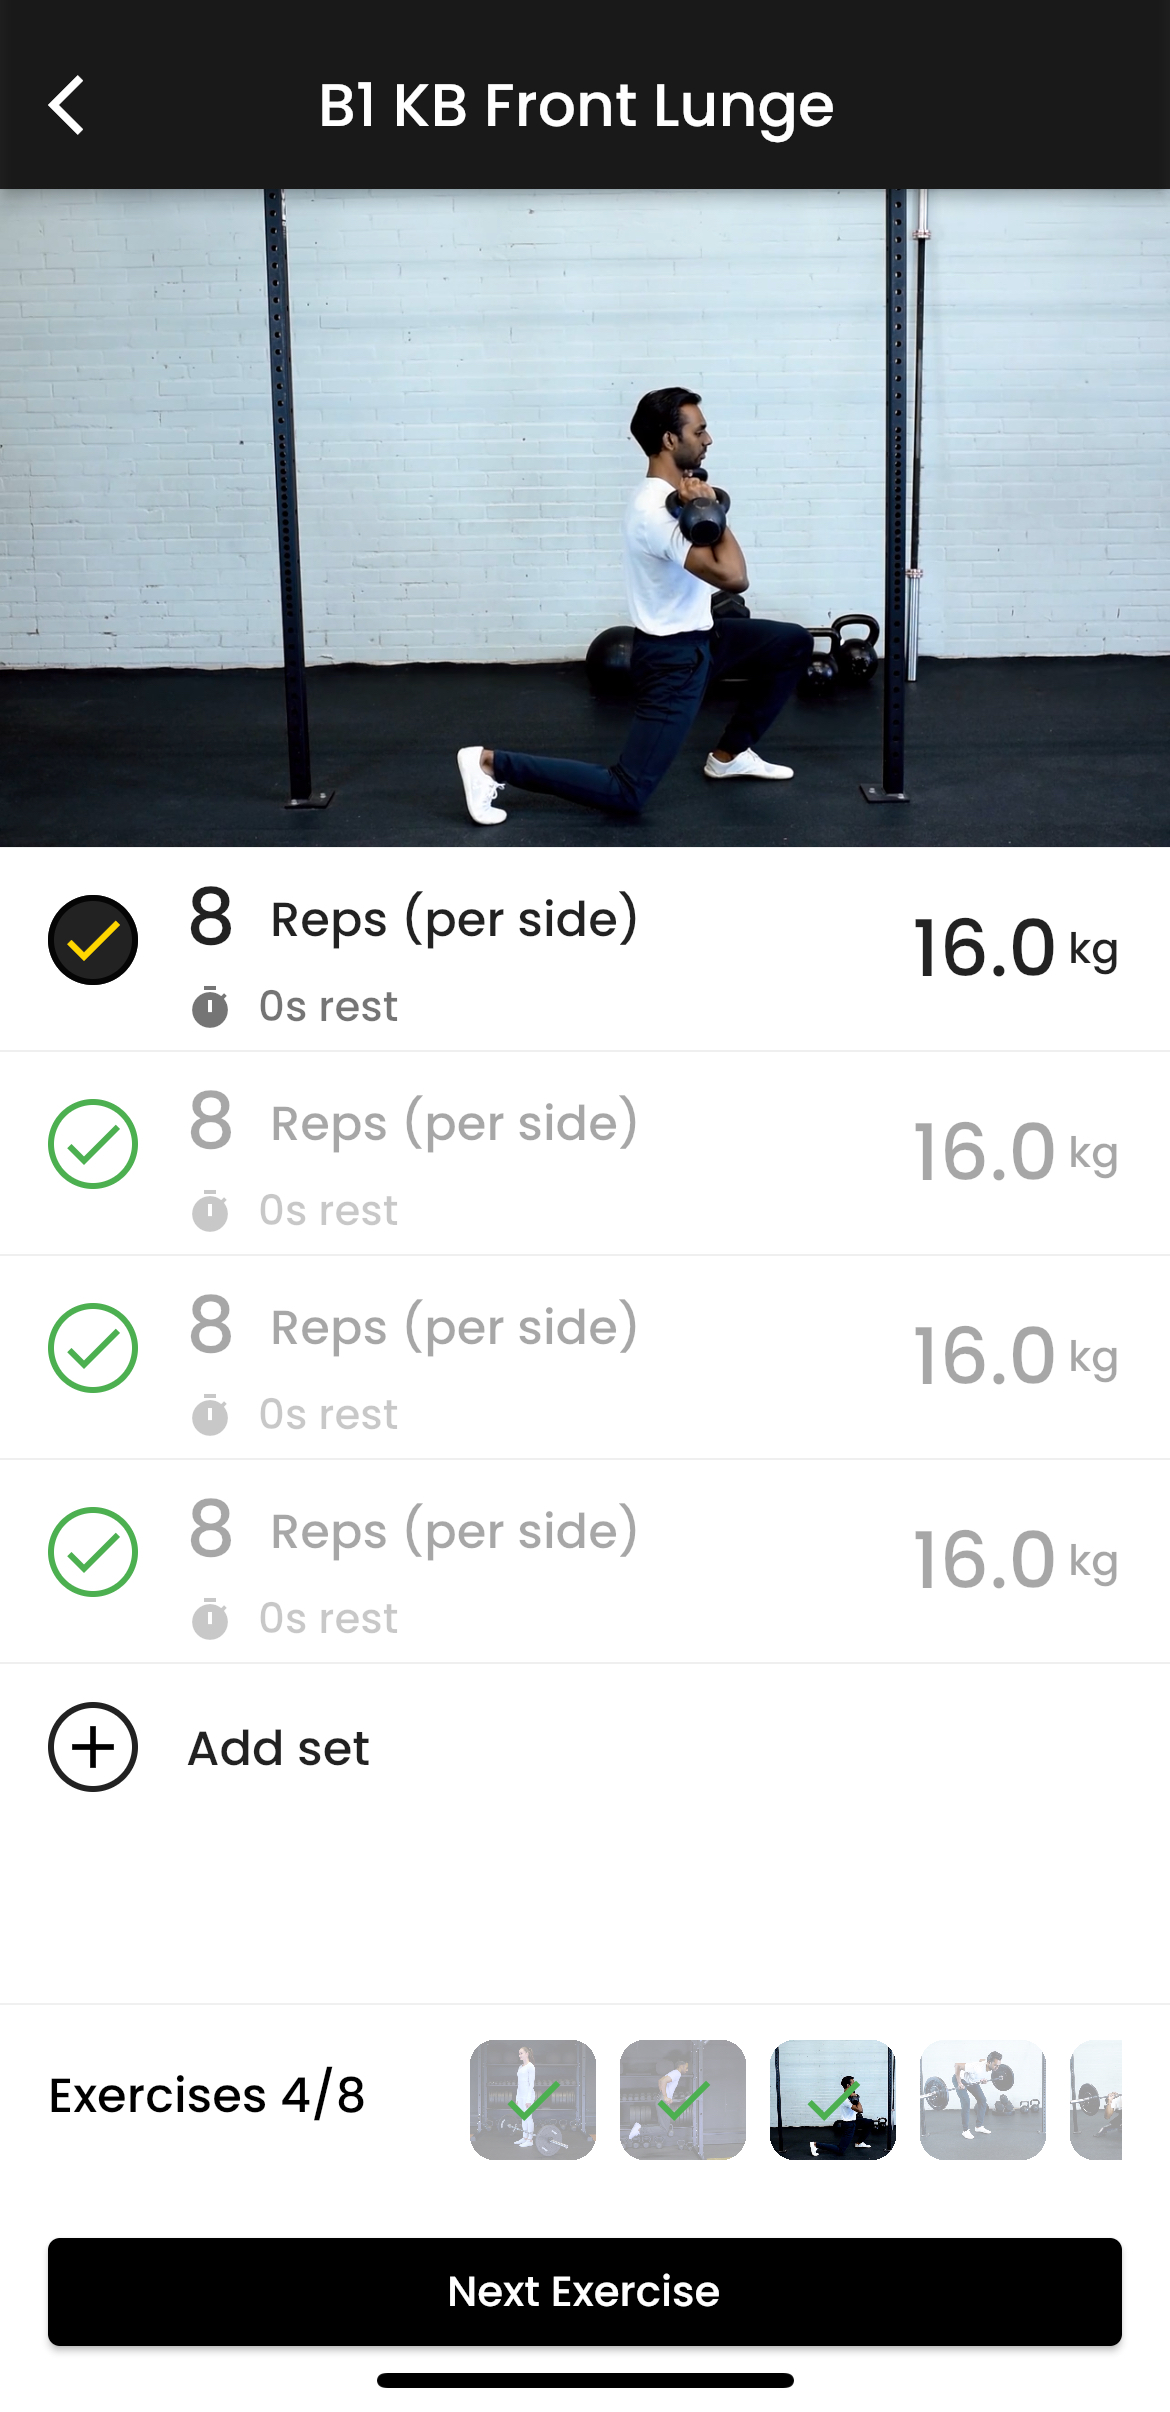 B1 KB Front Lunge
8 Reps (per side)
16.0 kg
0s rest
8 Reps (per side)
16.0 kg
0s rest
8 Reps (per side)
16.0 kg
0s rest
8 Reps (per side)
16.0 kg
0s rest
Add set
Exercises 4/8
Next Exercise